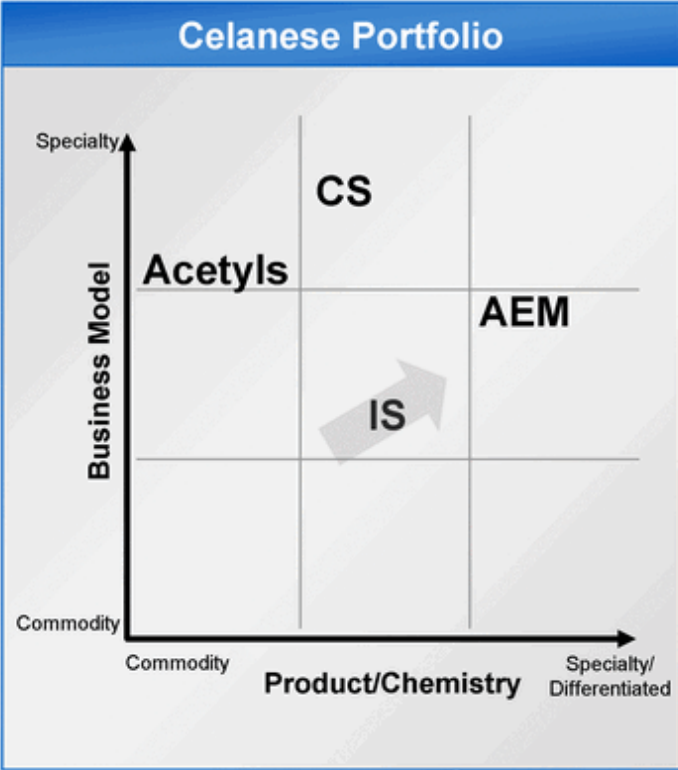 Celanese Portfolio
Specialty
CS
Acetyls
AEM
Business Model
IS
Commodity
Commodity
Product/Chemistry
Specialty/
Differentiated